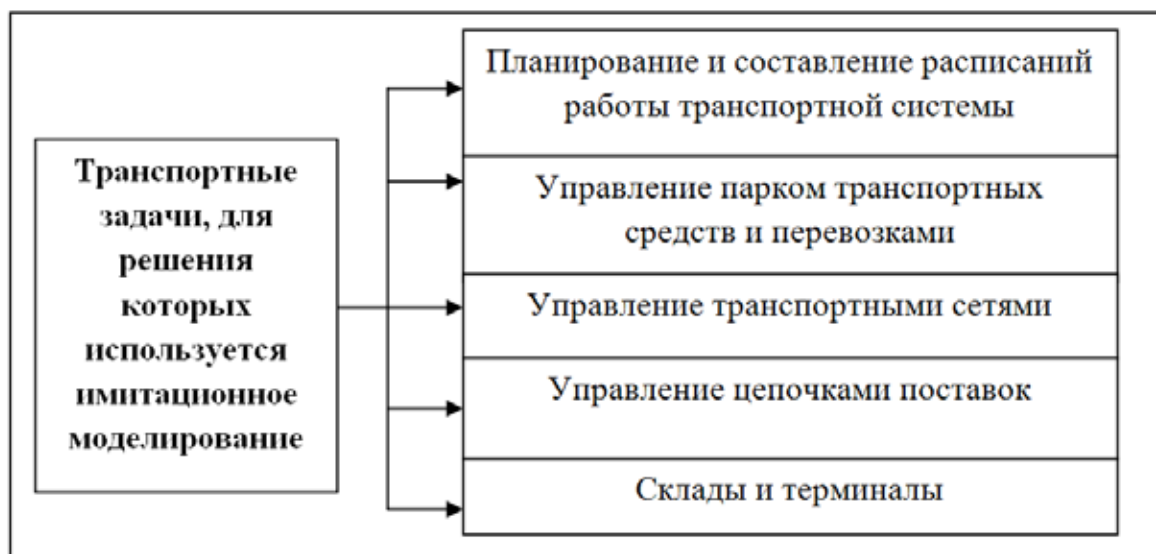 Транспортные
задачи, для
решения
которых
используется
имитационное
моделирование
Планирование и составление расписаний
работы транспортной системы
Управление парком транспортных
средств и перевозками
Управление транспортными сетями
Управление цепочками поставок
Склады и терминалы